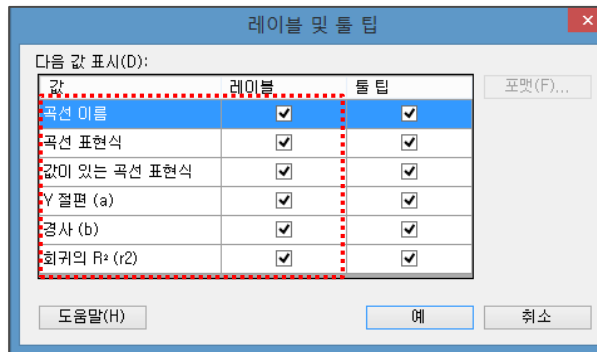 레이블 및 툴 팁
×
다음 값 표시(D):
값 레이블 툴 팁
포맷(F)...
곡선 이름
곡선 표현식
값이 있는 곡선 표현식
Y 절편 (a)
경사 (b)
회귀의 R² (r2)
도움말(H) 예 취소